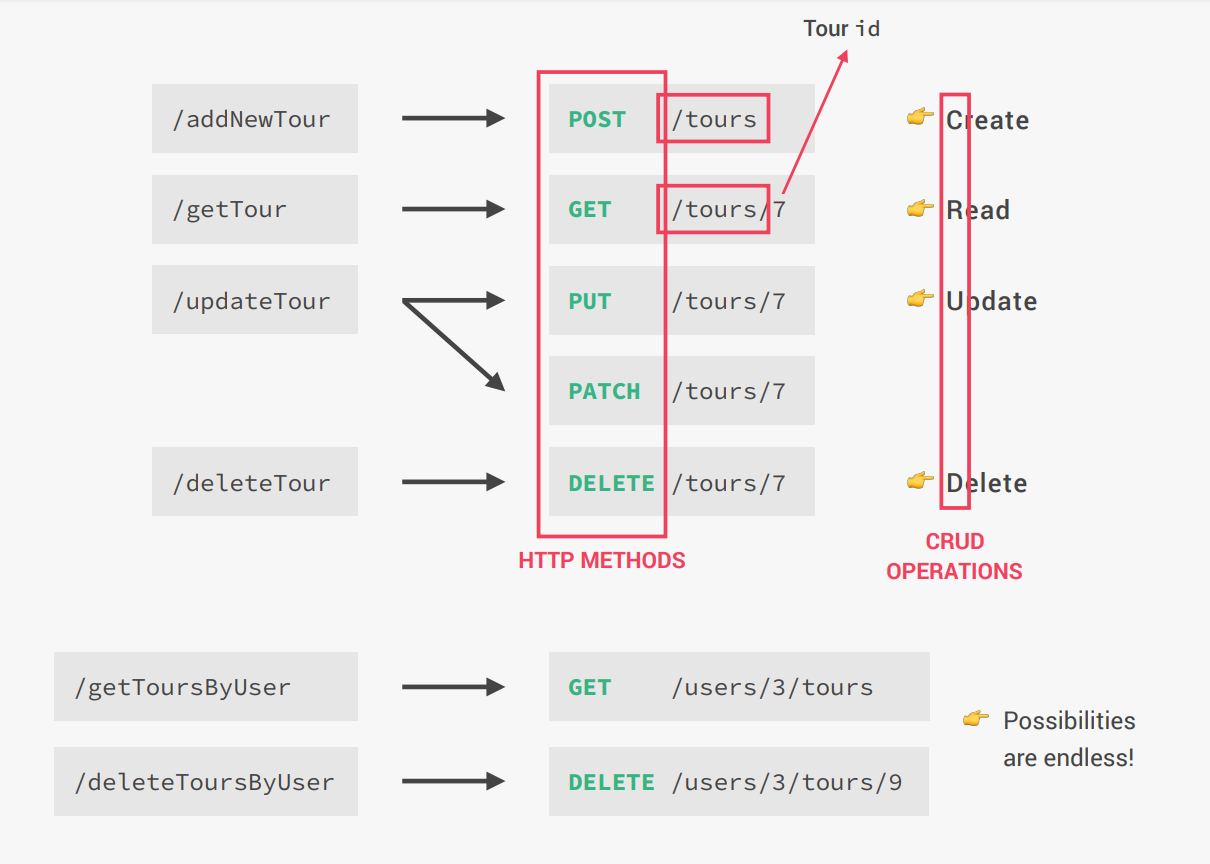 Tour id
/addNewTour POST /tours 👉 Create
/getTour GET /tours/7 👉 Read
/updateTour PUT /tours/7 👉 Update
PATCH /tours/7
/deleteTour DELETE /tours/7 👉 Delete
HTTP METHODS
CRUD
OPERATIONS
/getToursByUser GET /users/3/tours
/deleteToursByUser DELETE /users/3/tours/9
👉 Possibilities
are endless!